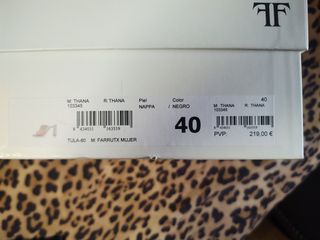 FF
M: THANA R: THANA Piel Color M: THANA R: THANA 40
103345 NAPPA / NEGRO 103345
40
TULA-60 M FARRUTX MUJER PVP: 219,00 €